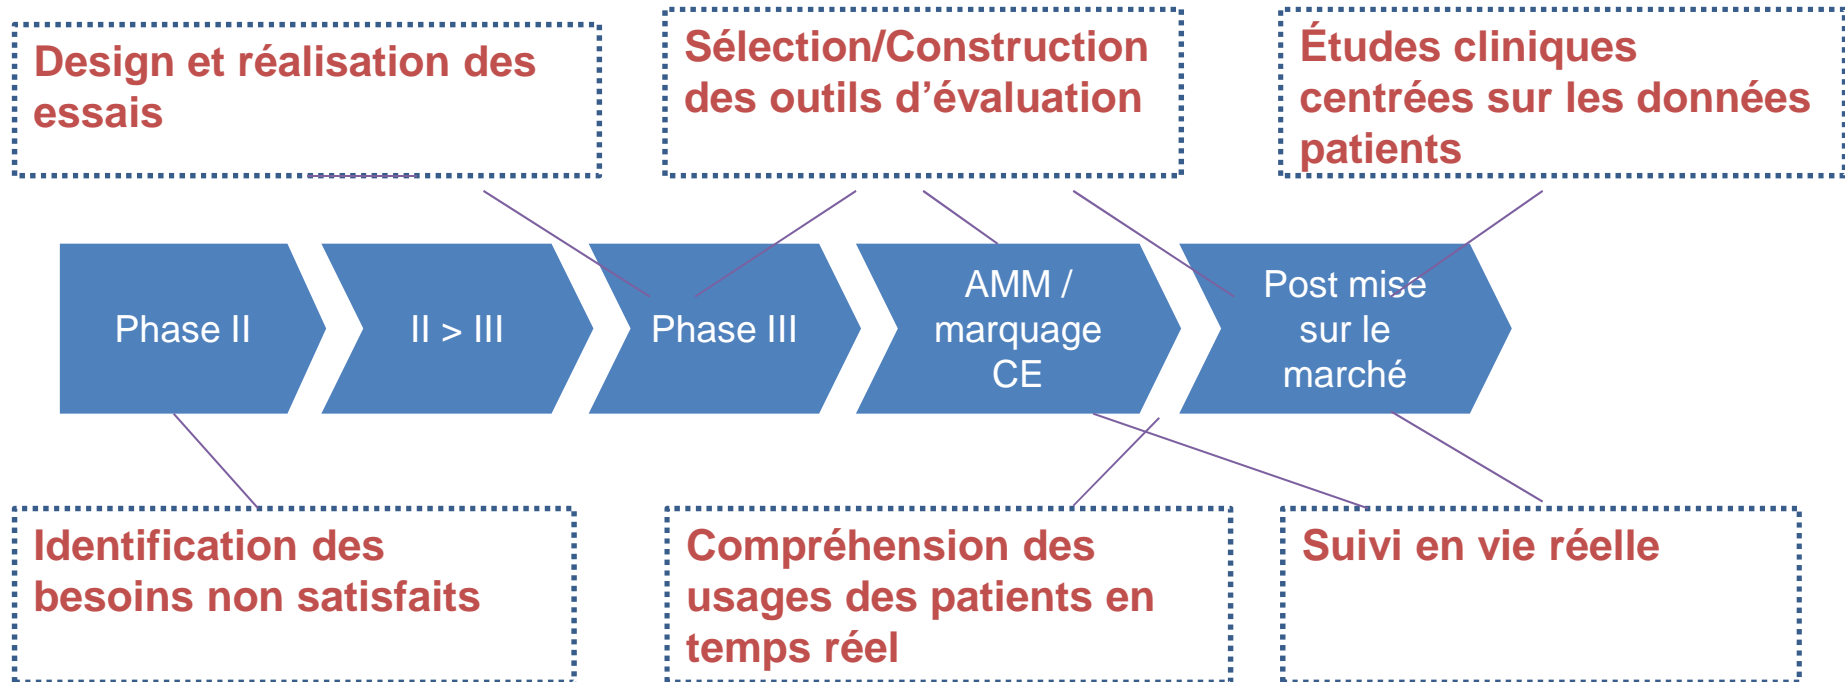 Design et réalisation des
essais
Sélection/Construction
des outils d’évaluation
Études cliniques
centrées sur les données
patients
Phase II
II > III
Phase III
AMM /
marquage
CE
Post mise
sur le
marché
Identification des
besoins non satisfaits
Compréhension des
usages des patients en
temps réel
Suivi en vie réelle